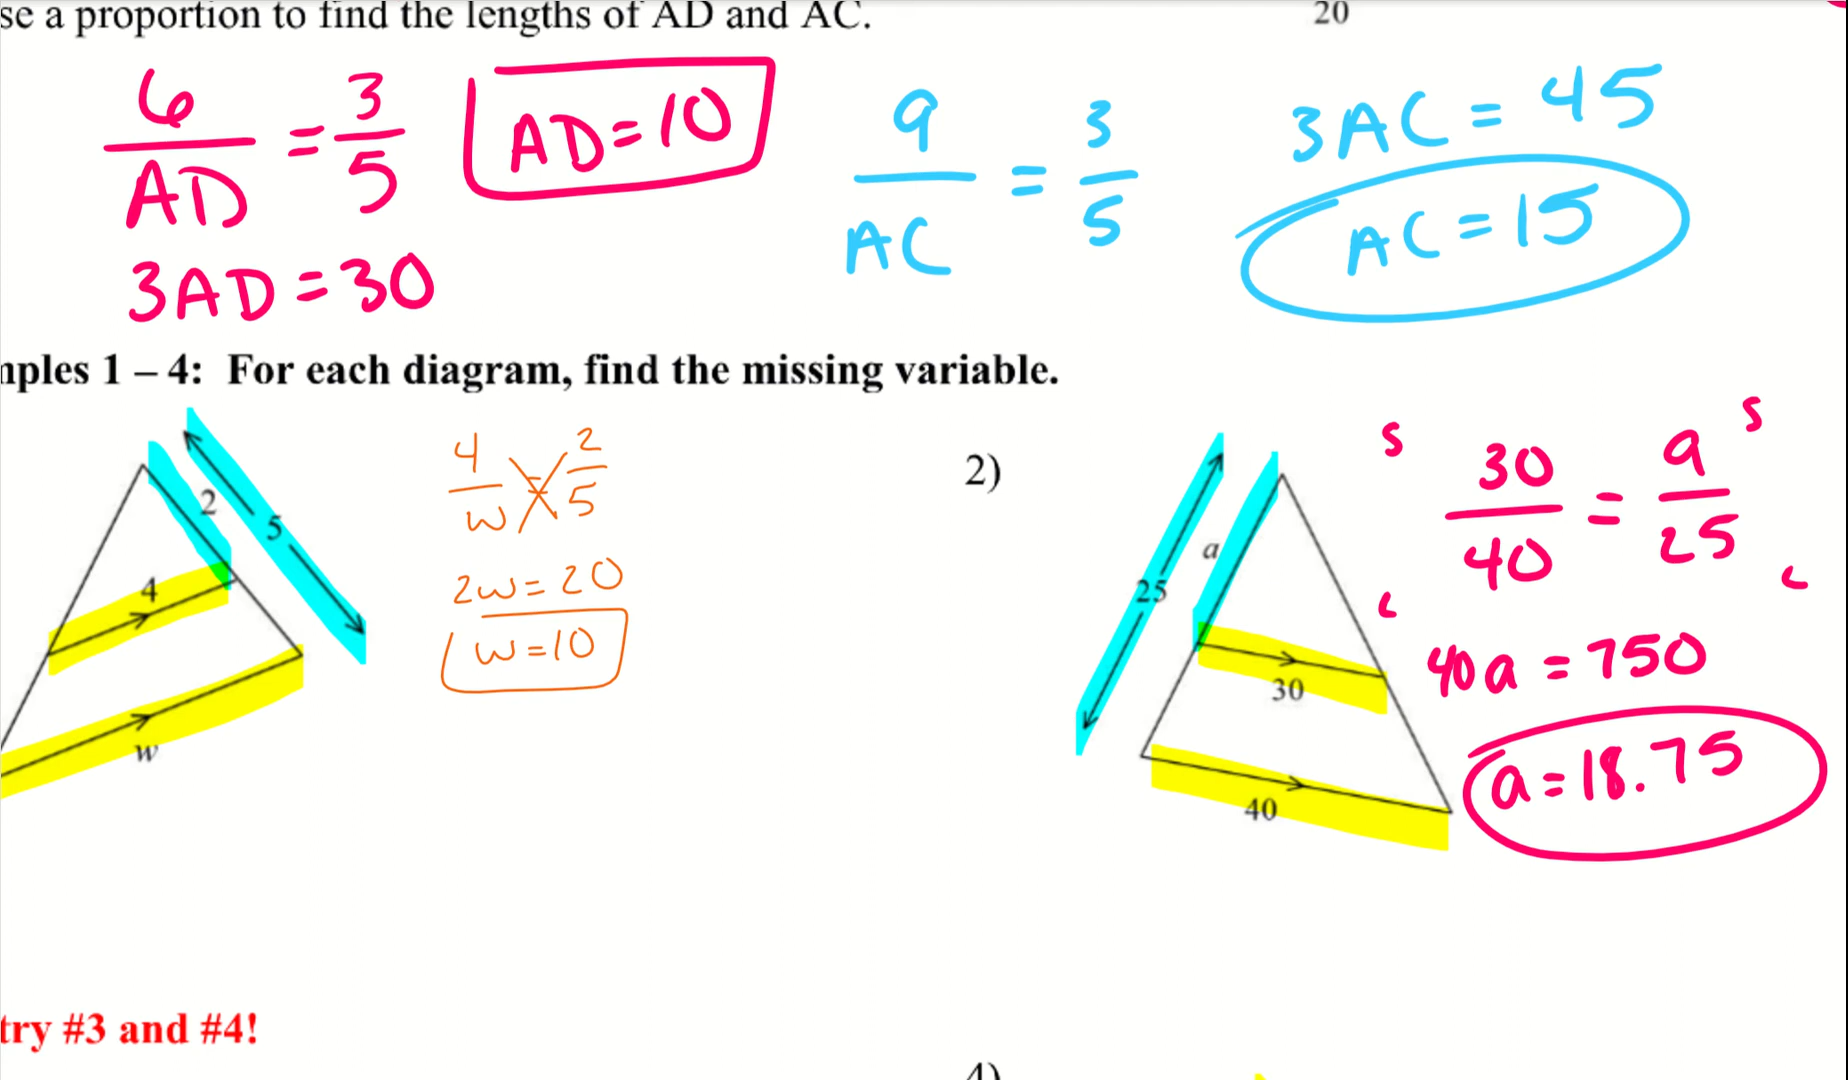 se a proportion to find the lengths of AD and AC.
20
6/AD = 3/5
AD=10
3AD=30
9/AC = 3/5
3AC = 45
AC=15
nples 1 – 4: For each diagram, find the missing variable.
2
5
4
w
4/w = 2/5
2w=20
w=10
2)
25
a
30
40
s s
30/40 = a/25
L L
40a = 750
a=18.75
try #3 and #4!
4)